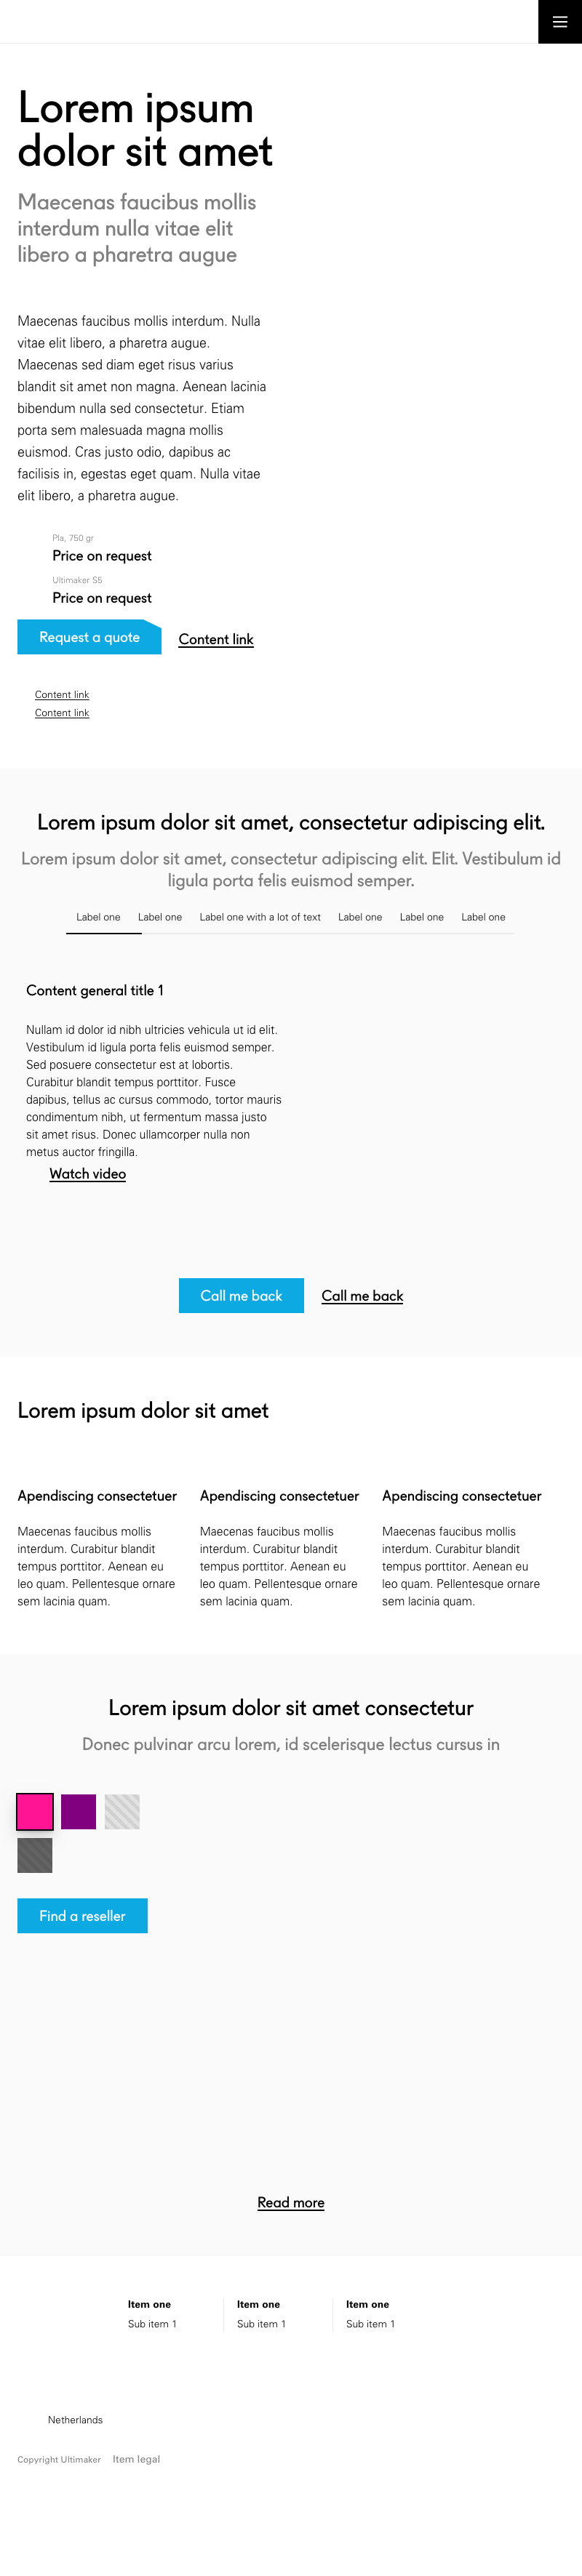 Lorem ipsum
dolor sit amet
Maecenas faucibus mollis
interdum nulla vitae elit
libero a pharetra augue
Maecenas faucibus mollis interdum. Nulla
vitae elit libero, a pharetra augue.
Maecenas sed diam eget risus varius
blandit sit amet non magna. Aenean lacinia
bibendum nulla sed consectetur. Etiam
porta sem malesuada magna mollis
euismod. Cras justo odio, dapibus ac
facilisis in, egestas eget quam. Nulla vitae
elit libero, a pharetra augue.
Pla, 750 gr
Price on request
Ultimaker S5
Price on request
Request a quote Content link
Content link
Content link
Lorem ipsum dolor sit amet, consectetur adipiscing elit.
Lorem ipsum dolor sit amet, consectetur adipiscing elit. Elit. Vestibulum id
ligula porta felis euismod semper.
Label one Label one Label one with a lot of text Label one Label one Label one
Content general title 1
Nullam id dolor id nibh ultricies vehicula ut id elit.
Vestibulum id ligula porta felis euismod semper.
Sed posuere consectetur est at lobortis.
Curabitur blandit tempus porttitor. Fusce
dapibus, tellus ac cursus commodo, tortor mauris
condimentum nibh, ut fermentum massa justo
sit amet risus. Donec ullamcorper nulla non
metus auctor fringilla.
Watch video
Call me back Call me back
Lorem ipsum dolor sit amet
Apendiscing consectetuer
Maecenas faucibus mollis
interdum. Curabitur blandit
tempus porttitor. Aenean eu
leo quam. Pellentesque ornare
sem lacinia quam.
Apendiscing consectetuer
Maecenas faucibus mollis
interdum. Curabitur blandit
tempus porttitor. Aenean eu
leo quam. Pellentesque ornare
sem lacinia quam.
Apendiscing consectetuer
Maecenas faucibus mollis
interdum. Curabitur blandit
tempus porttitor. Aenean eu
leo quam. Pellentesque ornare
sem lacinia quam.
Lorem ipsum dolor sit amet consectetur
Donec pulvinar arcu lorem, id scelerisque lectus cursus in
Find a reseller
Read more
Item one
Sub item 1
Item one
Sub item 1
Item one
Sub item 1
Netherlands
Copyright Ultimaker Item legal